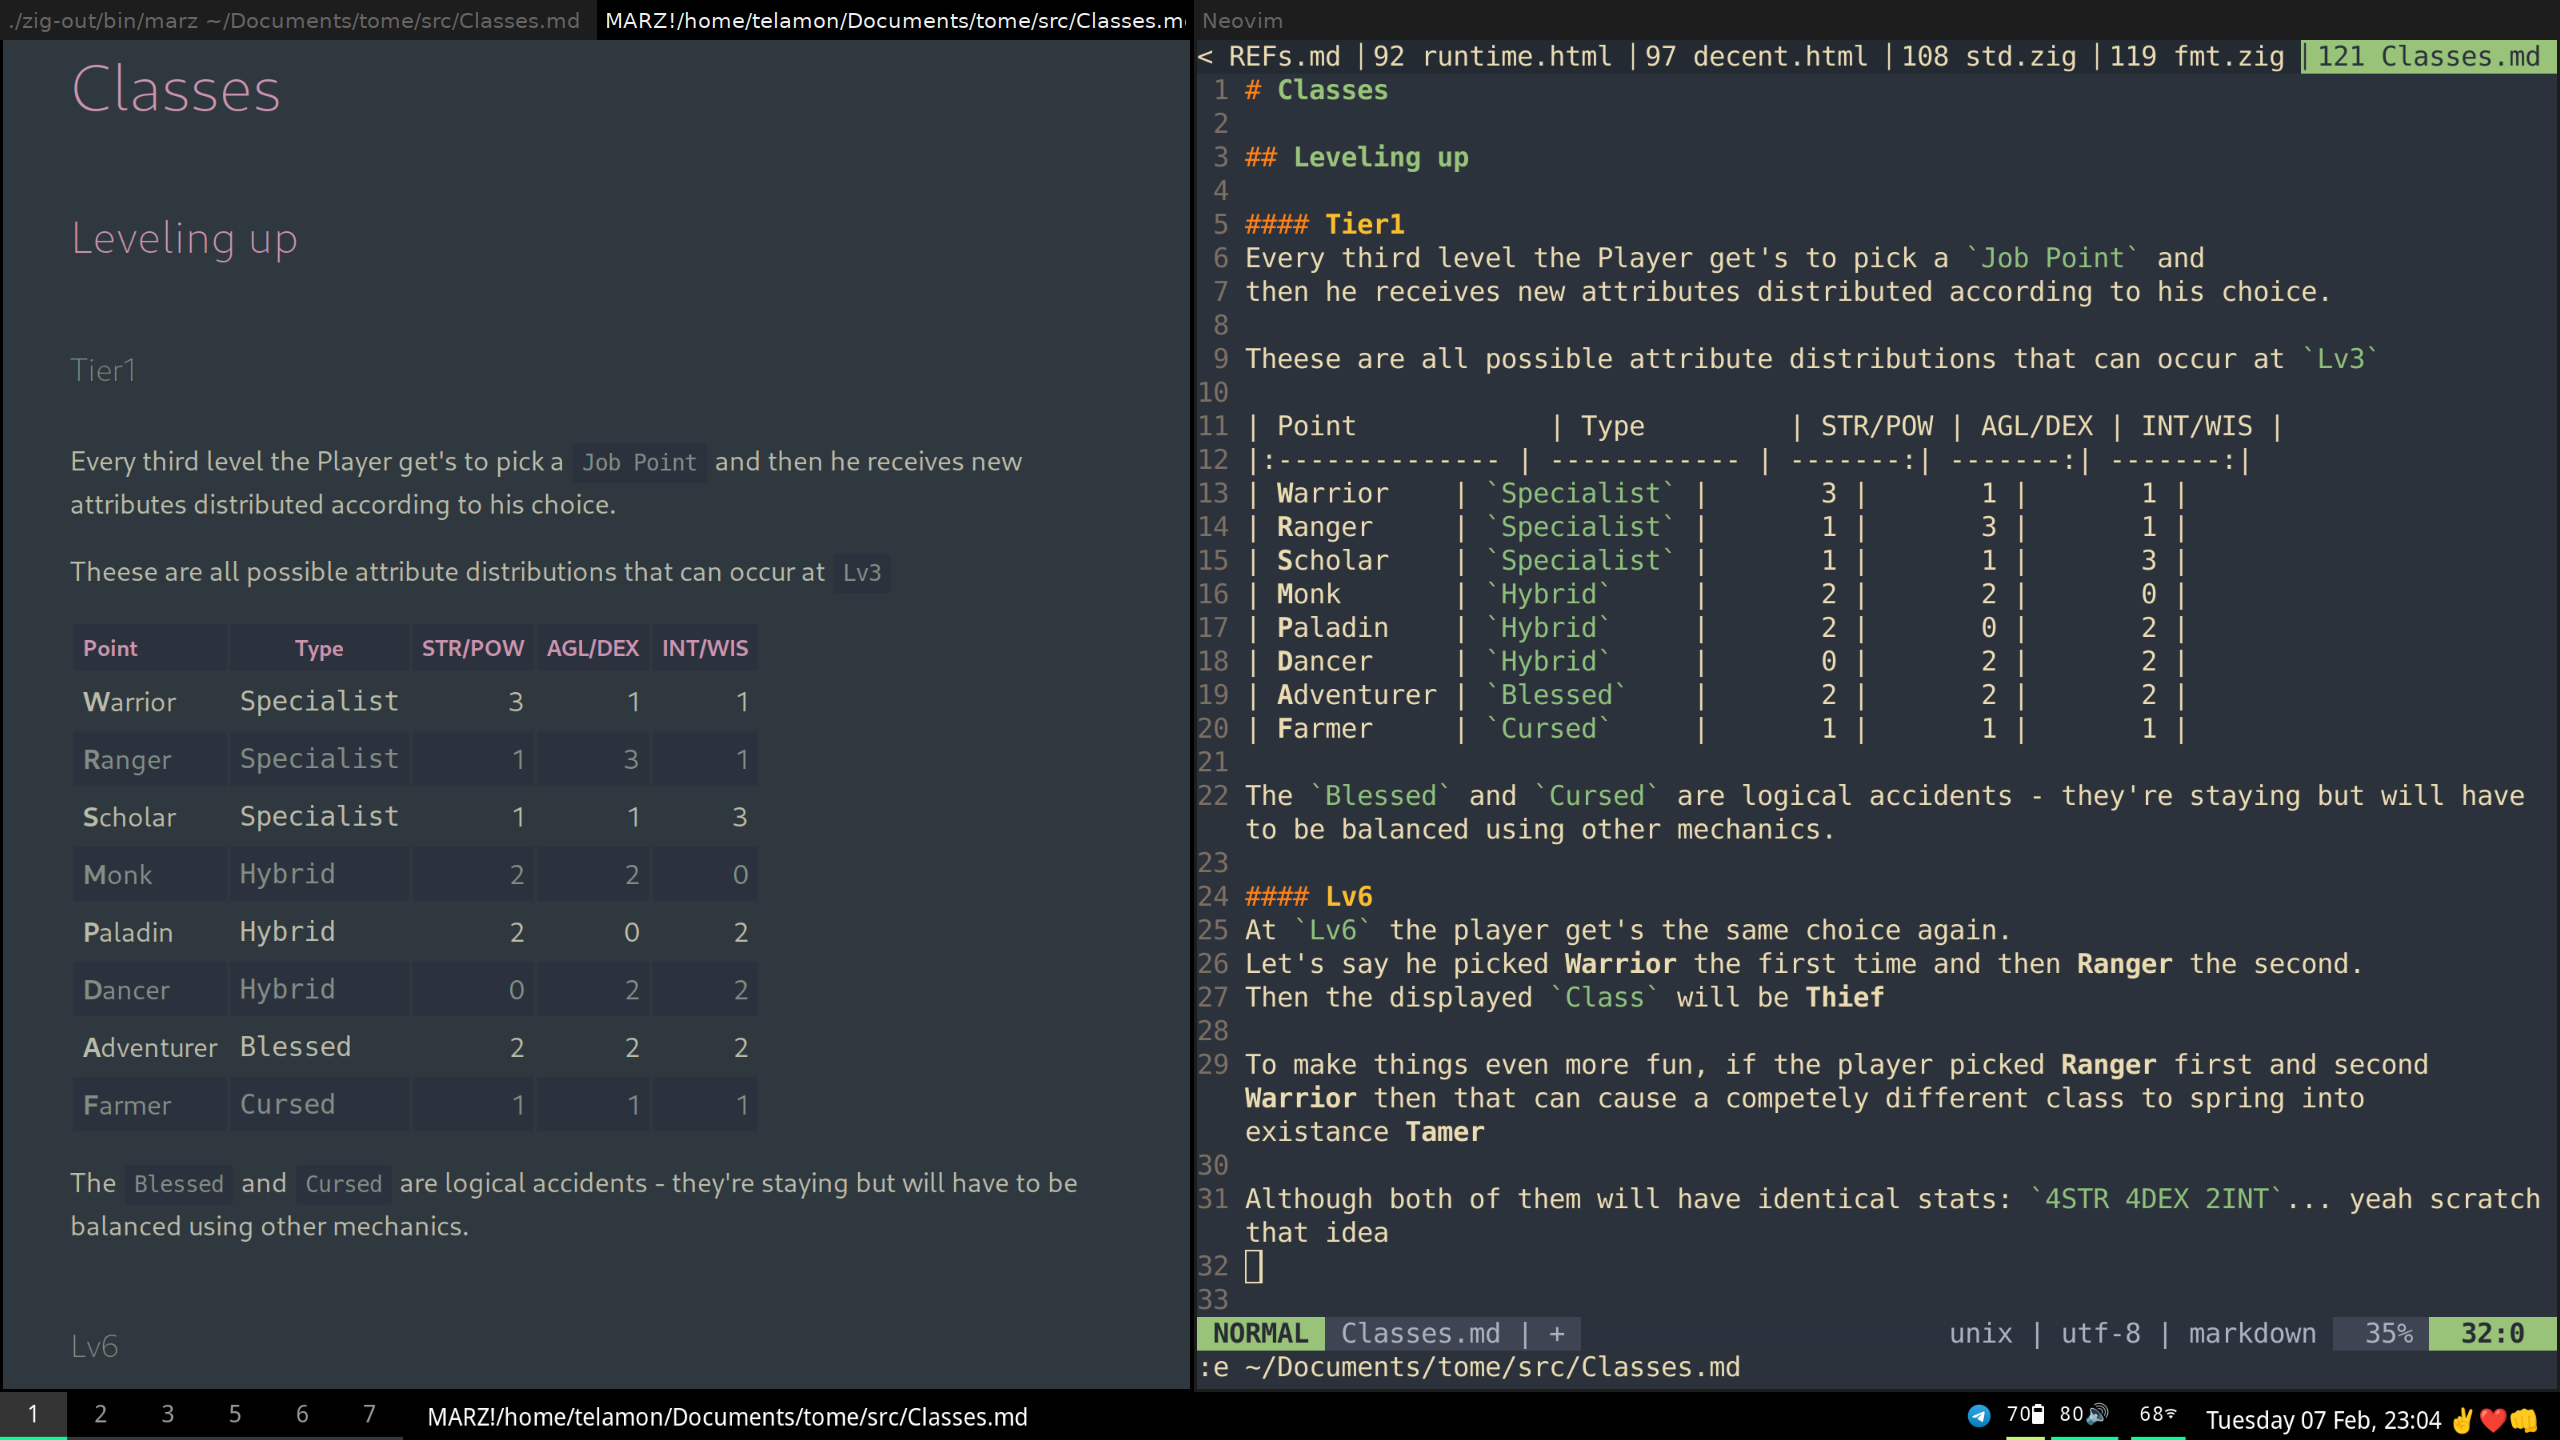 ./zig-out/bin/marz ~/Documents/tome/src/Classes.md
MARZ!/home/telamon/Documents/tome/src/Classes.m
Neovim
Classes
Leveling up
Tier1
Every third level the Player get's to pick a Job Point and then he receives new
attributes distributed according to his choice.
Theese are all possible attribute distributions that can occur at Lv3
Point Type STR/POW AGL/DEX INT/WIS
Warrior Specialist 3 1 1
Ranger Specialist 1 3 1
Scholar Specialist 1 1 3
Monk Hybrid 2 2 0
Paladin Hybrid 2 0 2
Dancer Hybrid 0 2 2
Adventurer Blessed 2 2 2
Farmer Cursed 1 1 1
The Blessed and Cursed are logical accidents - they're staying but will have to be
balanced using other mechanics.
Lv6
< REFs.md |92 runtime.html |97 decent.html |108 std.zig |119 fmt.zig |121 Classes.md
1 # Classes
2
3 ## Leveling up
4
5 #### Tier1
6 Every third level the Player get's to pick a `Job Point` and
7 then he receives new attributes distributed according to his choice.
8
9 Theese are all possible attribute distributions that can occur at `Lv3`
10
11 | Point            | Type         | STR/POW | AGL/DEX | INT/WIS |
12 |:-------------- | ------------ | -------:| -------:| -------:|
13 | Warrior    | `Specialist` |       3 |       1 |       1 |
14 | Ranger     | `Specialist` |       1 |       3 |       1 |
15 | Scholar    | `Specialist` |       1 |       1 |       3 |
16 | Monk       | `Hybrid`     |       2 |       2 |       0 |
17 | Paladin    | `Hybrid`     |       2 |       0 |       2 |
18 | Dancer     | `Hybrid`     |       0 |       2 |       2 |
19 | Adventurer | `Blessed`    |       2 |       2 |       2 |
20 | Farmer     | `Cursed`     |       1 |       1 |       1 |
21
22 The `Blessed` and `Cursed` are logical accidents - they're staying but will have
to be balanced using other mechanics.
23
24 #### Lv6
25 At `Lv6` the player get's the same choice again.
26 Let's say he picked Warrior the first time and then Ranger the second.
27 Then the displayed `Class` will be Thief
28
29 To make things even more fun, if the player picked Ranger first and second
Warrior then that can cause a competely different class to spring into
existance Tamer
30
31 Although both of them will have identical stats: `4STR 4DEX 2INT`... yeah scratch
that idea
32
33
NORMAL Classes.md | + unix | utf-8 | markdown 35% 32:0
:e ~/Documents/tome/src/Classes.md
1 2 3 5 6 7 MARZ!/home/telamon/Documents/tome/src/Classes.md 70 80 68 Tuesday 07 Feb, 23:04 ✌❤👊